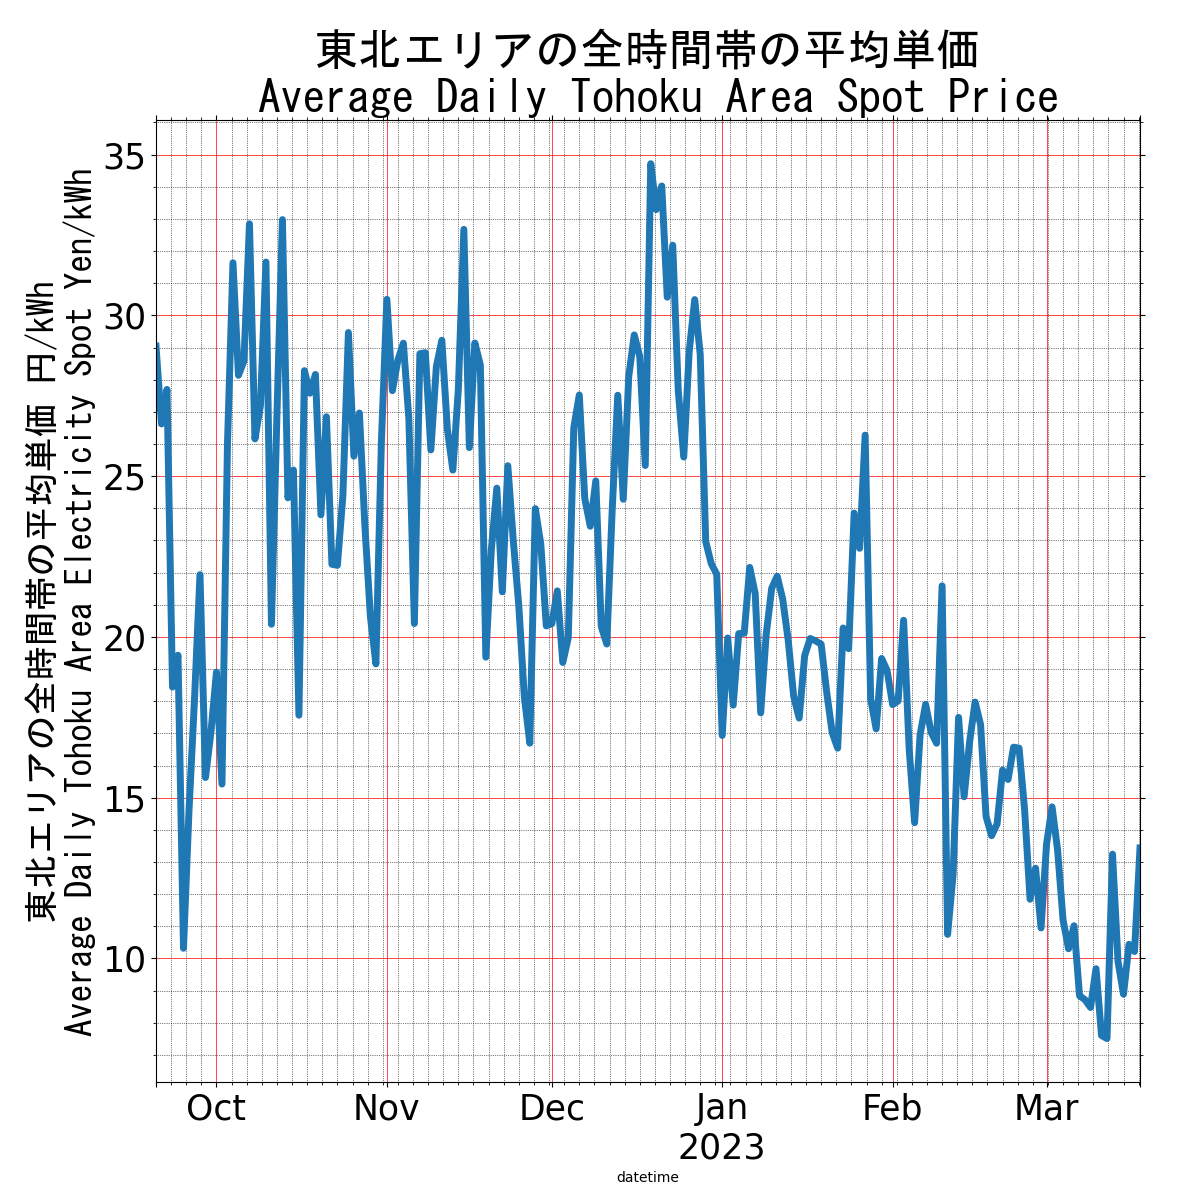 東北エリアの全時間帯の平均単価
Average Daily Tohoku Area Spot Price
東北エリアの全時間帯の平均単価 円/kWh
Average Daily Tohoku Area Electricity Spot Yen/kWh
35
30
25
20
15
10
Oct
Nov
Dec
Jan
Feb
Mar
2023
datetime